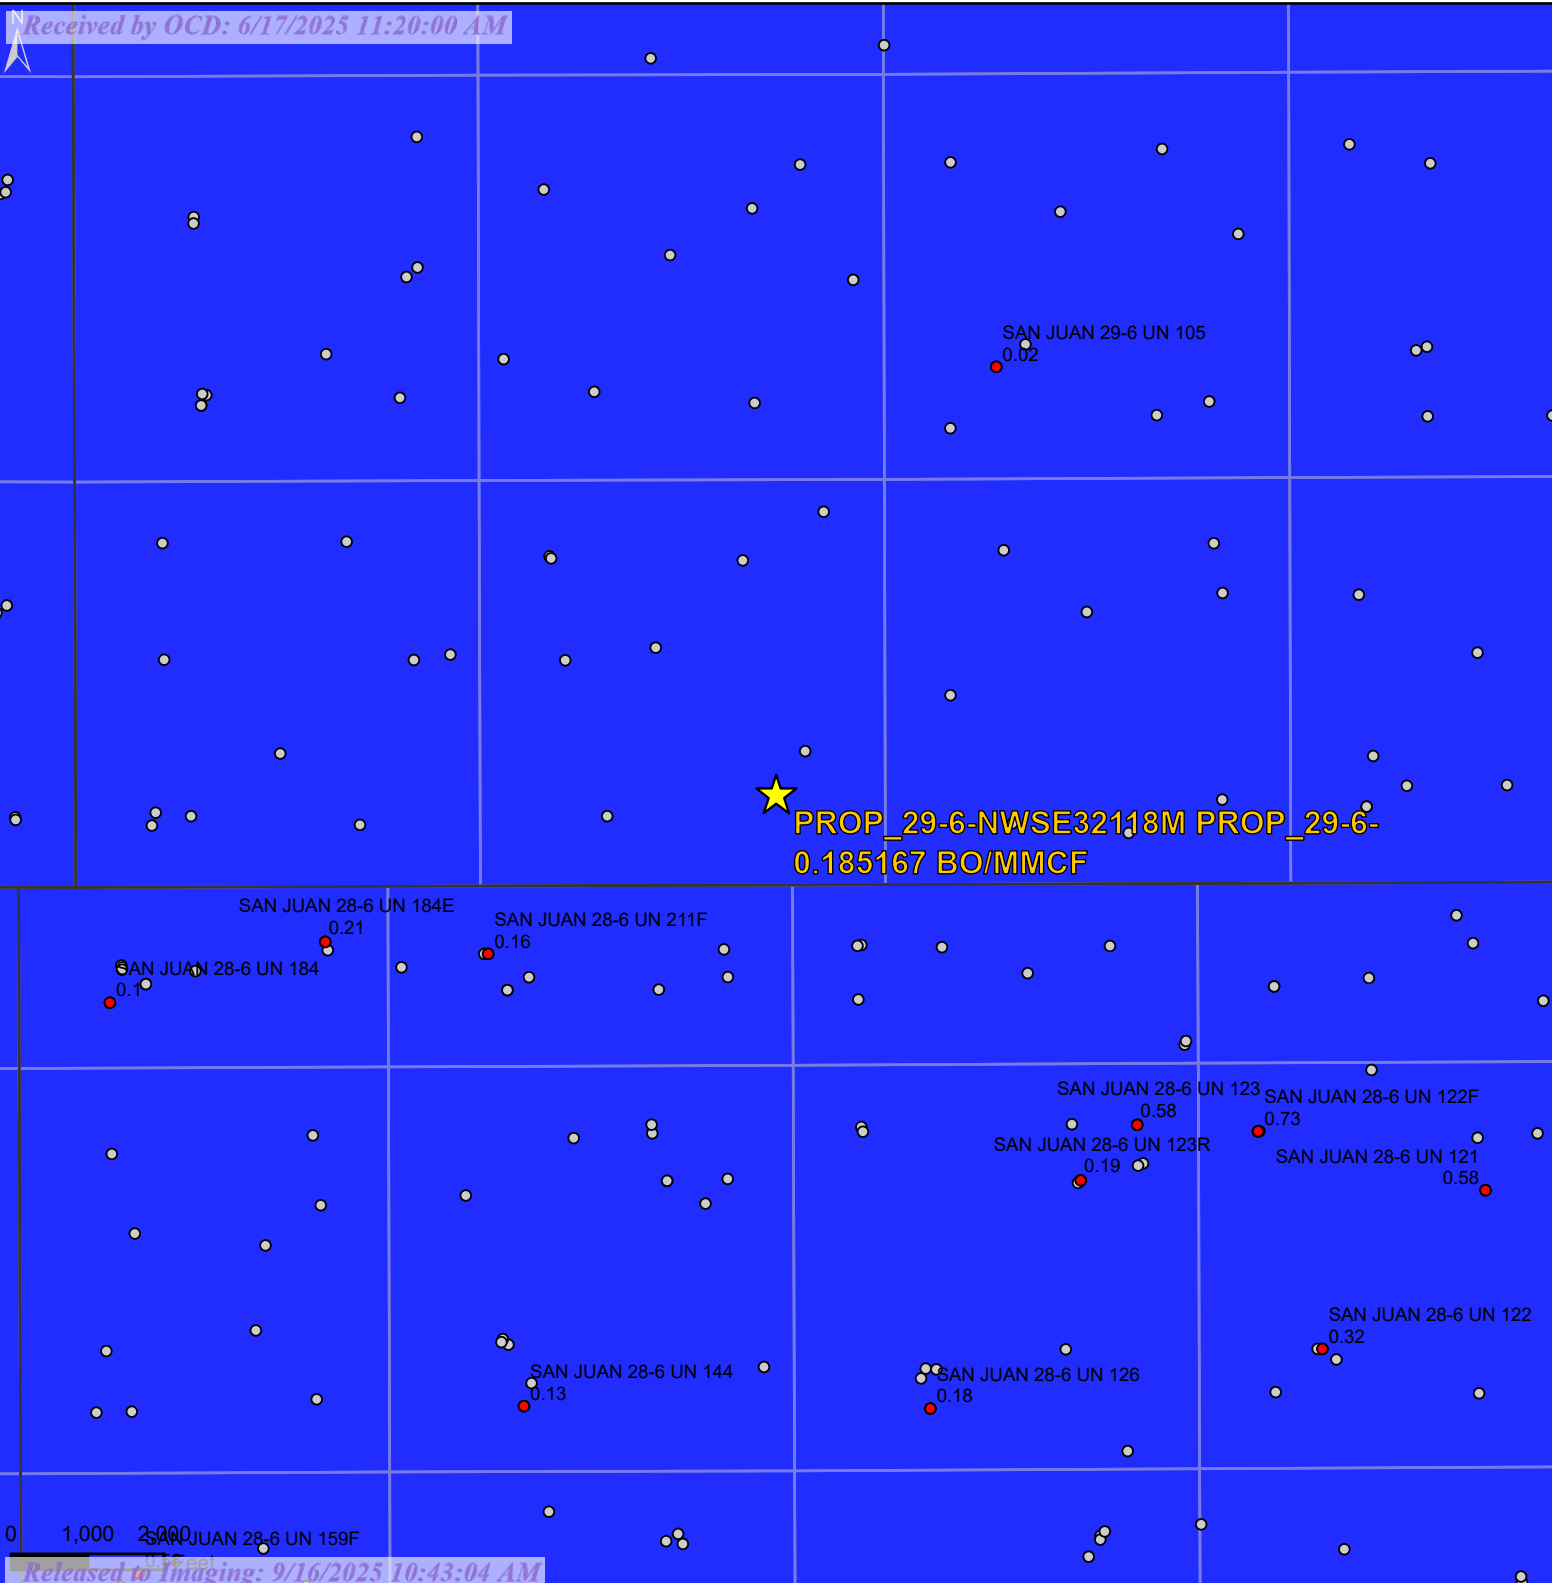 N
Received by OCD: 6/17/2025 11:20:00 AM
SAN JUAN 29-6 UN 105
0.02
PROP_29-6-NWSE32118M PROP_29-6-
0.185167 BO/MMCF
SAN JUAN 28-6 UN 184E
0.21
SAN JUAN 28-6 UN 211F
0.16
SAN JUAN 28-6 UN 184
0.1
SAN JUAN 28-6 UN 123
0.58
SAN JUAN 28-6 UN 122F
0.73
SAN JUAN 28-6 UN 123R
0.19
SAN JUAN 28-6 UN 121
0.58
SAN JUAN 28-6 UN 122
0.32
SAN JUAN 28-6 UN 144
0.13
SAN JUAN 28-6 UN 126
0.18
0 1,000 2,000
SAN JUAN 28-6 UN 159F
Feet
Released to Imaging: 9/16/2025 10:43:04 AM